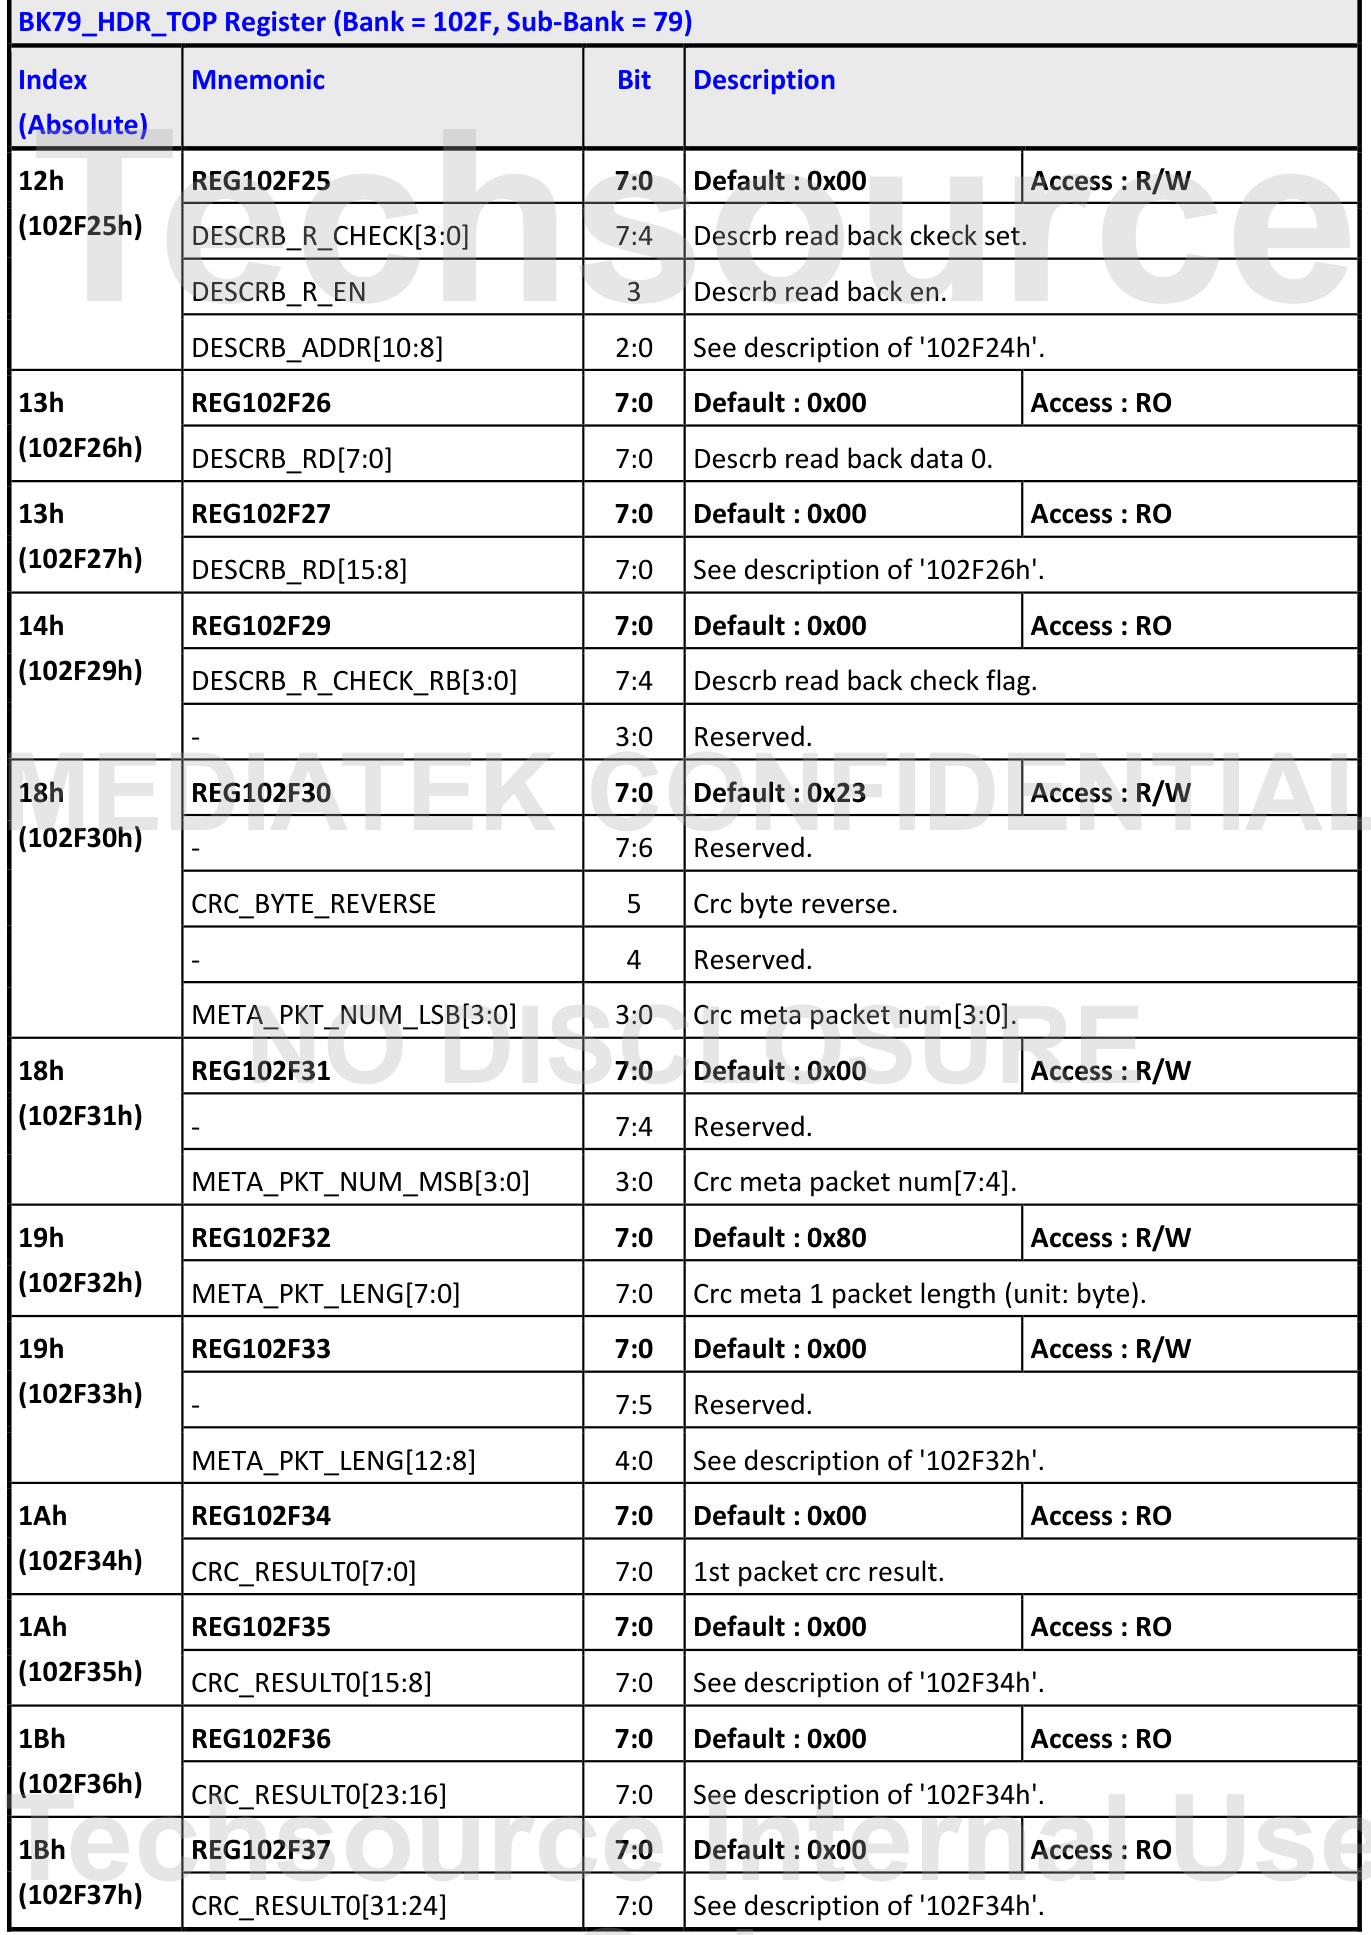 BK79_HDR_TOP Register (Bank = 102F, Sub-Bank = 79)
Index (Absolute) Mnemonic Bit Description
12h (102F25h) REG102F25 7:0 Default : 0x00 Access : R/W
DESCRB_R_CHECK[3:0] 7:4 Descrb read back ckeck set.
DESCRB_R_EN 3 Descrb read back en.
DESCRB_ADDR[10:8] 2:0 See description of '102F24h'.
13h (102F26h) REG102F26 7:0 Default : 0x00 Access : RO
DESCRB_RD[7:0] 7:0 Descrb read back data 0.
13h (102F27h) REG102F27 7:0 Default : 0x00 Access : RO
DESCRB_RD[15:8] 7:0 See description of '102F26h'.
14h (102F29h) REG102F29 7:0 Default : 0x00 Access : RO
DESCRB_R_CHECK_RB[3:0] 7:4 Descrb read back check flag.
- 3:0 Reserved.
18h (102F30h) REG102F30 7:0 Default : 0x23 Access : R/W
- 7:6 Reserved.
CRC_BYTE_REVERSE 5 Crc byte reverse.
- 4 Reserved.
META_PKT_NUM_LSB[3:0] 3:0 Crc meta packet num[3:0].
18h (102F31h) REG102F31 7:0 Default : 0x00 Access : R/W
- 7:4 Reserved.
META_PKT_NUM_MSB[3:0] 3:0 Crc meta packet num[7:4].
19h (102F32h) REG102F32 7:0 Default : 0x80 Access : R/W
META_PKT_LENG[7:0] 7:0 Crc meta 1 packet length (unit: byte).
19h (102F33h) REG102F33 7:0 Default : 0x00 Access : R/W
- 7:5 Reserved.
META_PKT_LENG[12:8] 4:0 See description of '102F32h'.
1Ah (102F34h) REG102F34 7:0 Default : 0x00 Access : RO
CRC_RESULT0[7:0] 7:0 1st packet crc result.
1Ah (102F35h) REG102F35 7:0 Default : 0x00 Access : RO
CRC_RESULT0[15:8] 7:0 See description of '102F34h'.
1Bh (102F36h) REG102F36 7:0 Default : 0x00 Access : RO
CRC_RESULT0[23:16] 7:0 See description of '102F34h'.
1Bh (102F37h) REG102F37 7:0 Default : 0x00 Access : RO
CRC_RESULT0[31:24] 7:0 See description of '102F34h'.
Techsource
MEDIATEK CONFIDENTIAL
NO DISCLOSURE
Techsource Internal Use